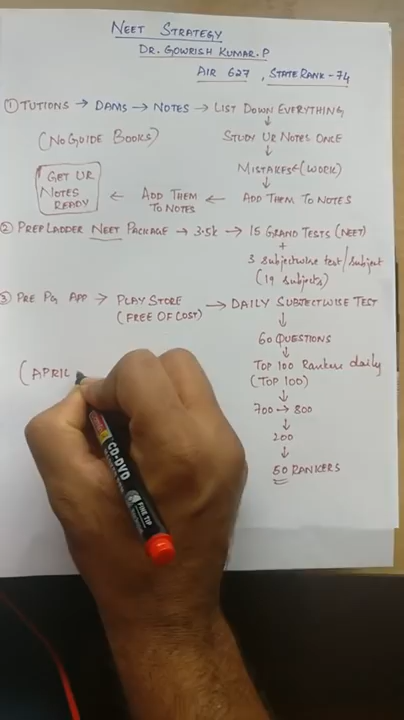 NEET STRATEGY
DR. GOWRISH KUMAR.P
AIR 627, STATE RANK - 74
① TUTIONS → DAMS → NOTES → LIST DOWN EVERYTHING
↓
(NO GUIDE BOOKS)
STUDY UR NOTES ONCE
↓
MISTAKES ← (WORK)
↓
ADD THEM TO NOTES
← ADD THEM TO NOTES ←
GET UR NOTES READY
② PREPLADDER NEET PACKAGE → 3.5K → 15 GRAND TESTS (NEET)
+
3 subjectwise test/subject
(19 subjects)
③ PRE PG APP → PLAY STORE → DAILY SUBJECTWISE TEST
(FREE OF COST)
↓
60 QUESTIONS
↓
TOP 100 Rankers daily
(TOP 100)
↓
700 → 800
↓
200
↓
50 RANKERS
(APRIL
CD-DVD
FINE TIP